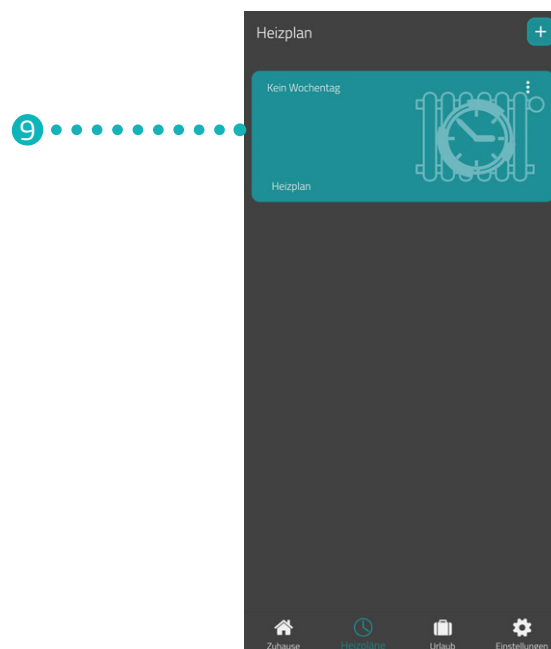 Heizplan
+
Kein Wochentag
9
Heizplan
Zuhause Heizpläne Urlaub Einstellungen